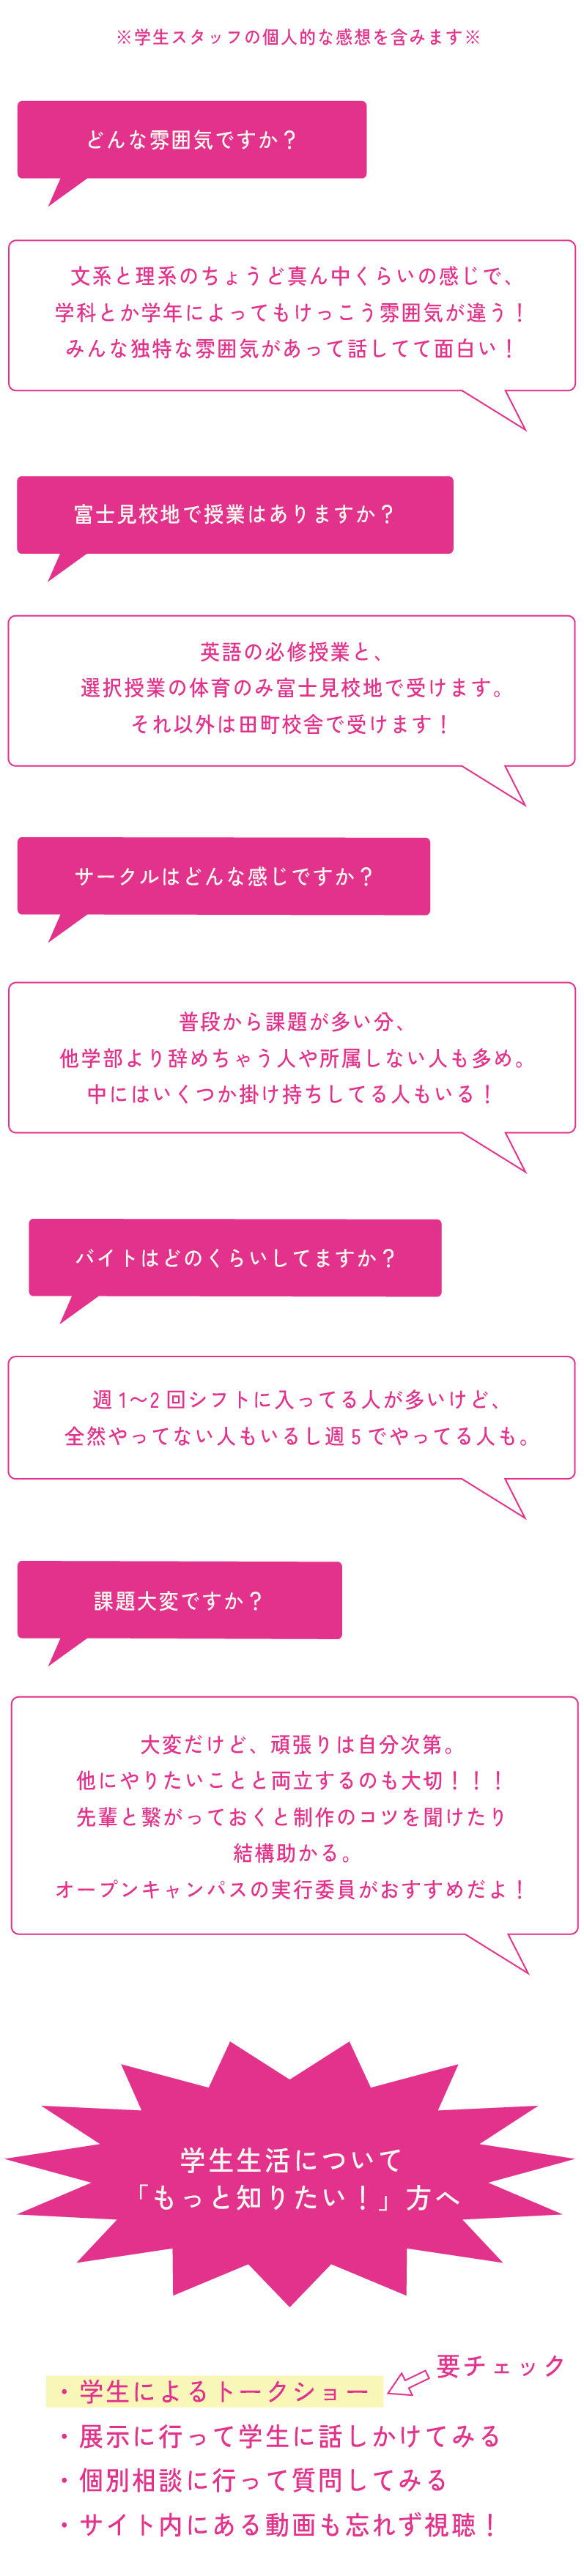 ※学生スタッフの個人的な感想を含みます※
どんな雰囲気ですか？
文系と理系のちょうど真ん中くらいの感じで、
学科とか学年によってもけっこう雰囲気が違う！
みんな独特な雰囲気があって話してて面白い！
富士見校地で授業はありますか？
英語の必修授業と、
選択授業の体育のみ富士見校地で受けます。
それ以外は田町校舎で受けます！
サークルはどんな感じですか？
普段から課題が多い分、
他学部より辞めちゃう人や所属しない人も多め。
中にはいくつか掛け持ちしてる人もいる！
バイトはどのくらいしてますか？
週1〜2回シフトに入ってる人が多いけど、
全然やってない人もいるし週5でやってる人も。
課題大変ですか？
大変だけど、頑張りは自分次第。
他にやりたいことと両立するのも大切！！！
先輩と繋がっておくと制作のコツを聞けたり
結構助かる。
オープンキャンパスの実行委員がおすすめだよ！
学生生活について
「もっと知りたい！」方へ
要チェック
・学生によるトークショー
・展示に行って学生に話しかけてみる
・個別相談に行って質問してみる
・サイト内にある動画も忘れず視聴！